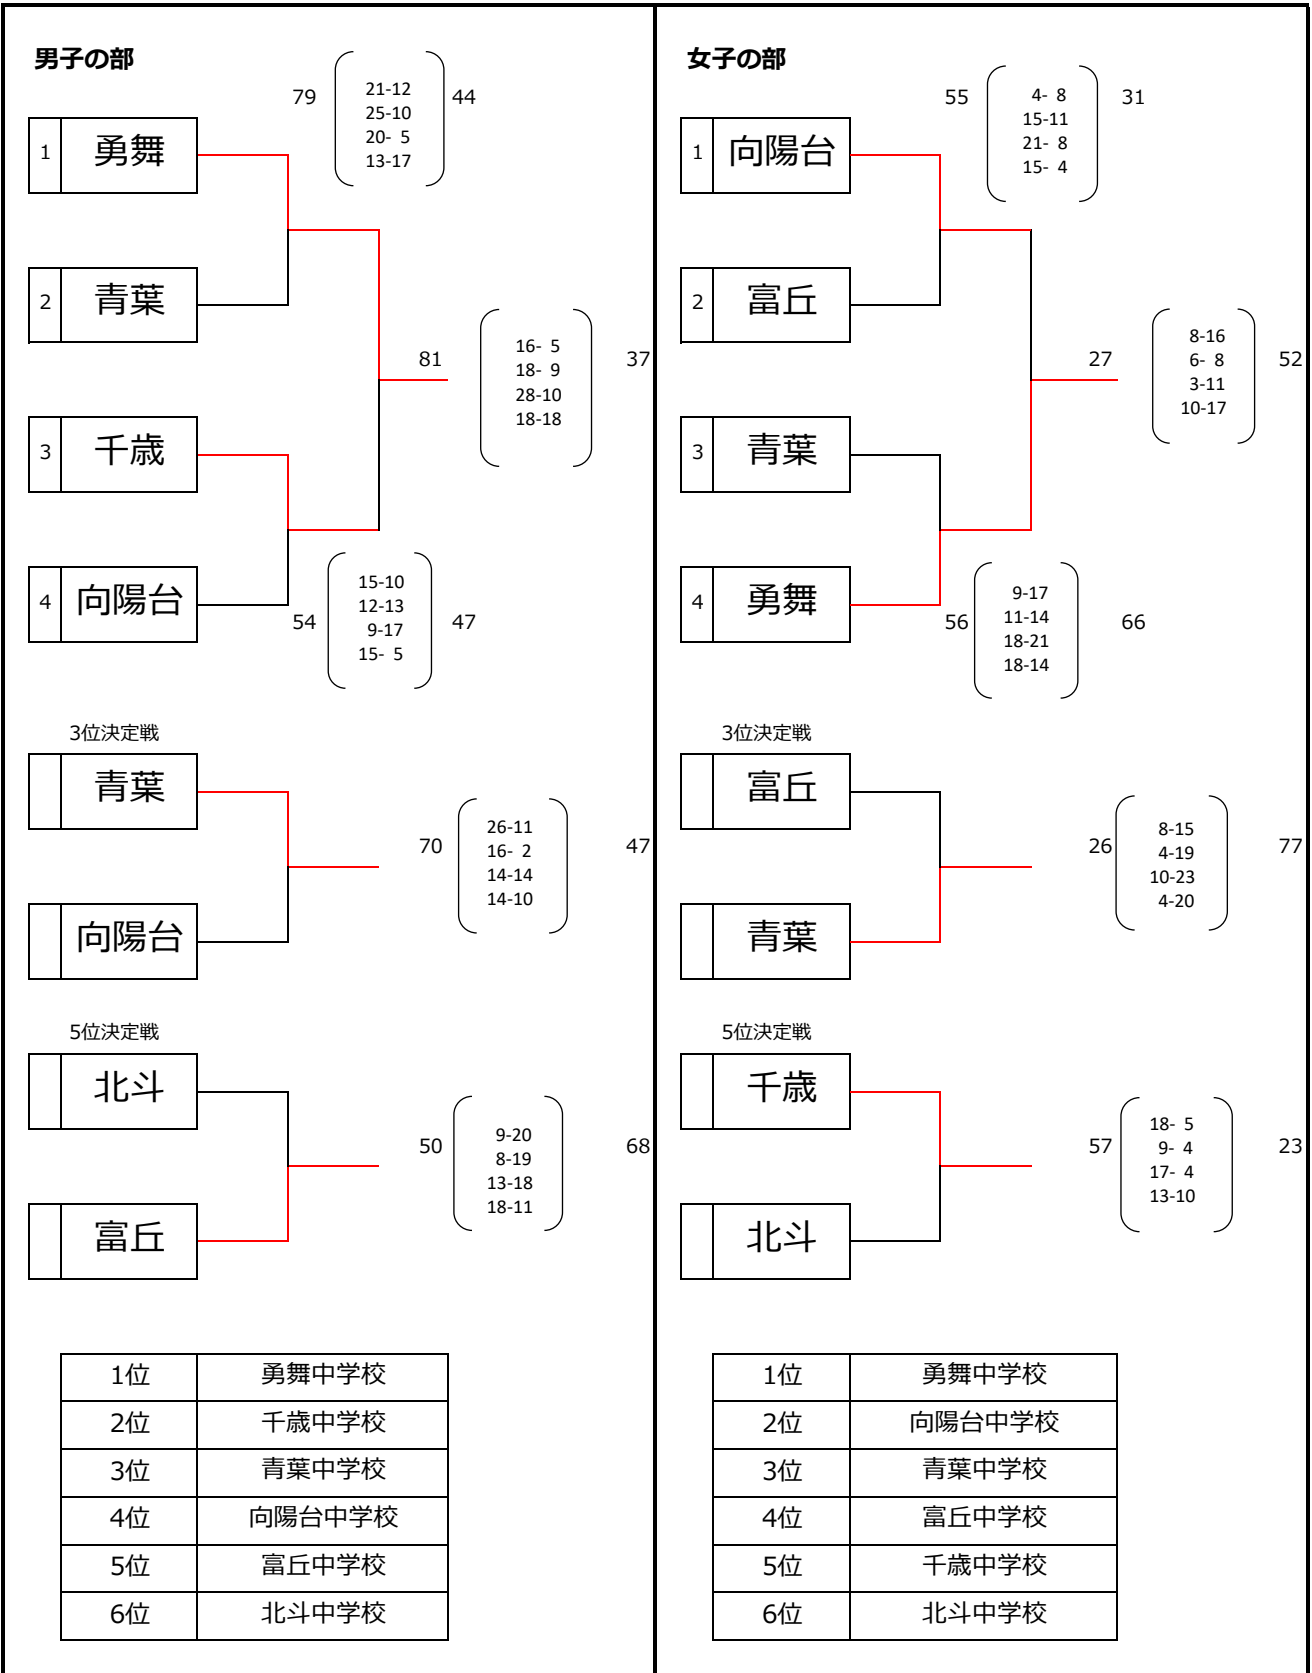 男子の部
79
21-12
25-10
20- 5
13-17
44
1 勇舞
2 青葉
81
16- 5
18- 9
28-10
18-18
37
3 千歳
4 向陽台
54
15-10
12-13
9-17
15- 5
47
3位決定戦
青葉
70
26-11
16- 2
14-14
14-10
47
向陽台
5位決定戦
北斗
50
9-20
8-19
13-18
18-11
68
富丘
1位 勇舞中学校
2位 千歳中学校
3位 青葉中学校
4位 向陽台中学校
5位 富丘中学校
6位 北斗中学校
女子の部
55
4- 8
15-11
21- 8
15- 4
31
1 向陽台
2 富丘
27
8-16
6- 8
3-11
10-17
52
3 青葉
4 勇舞
56
9-17
11-14
18-21
18-14
66
3位決定戦
富丘
26
8-15
4-19
10-23
4-20
77
青葉
5位決定戦
千歳
57
18- 5
9- 4
17- 4
13-10
23
北斗
1位 勇舞中学校
2位 向陽台中学校
3位 青葉中学校
4位 富丘中学校
5位 千歳中学校
6位 北斗中学校